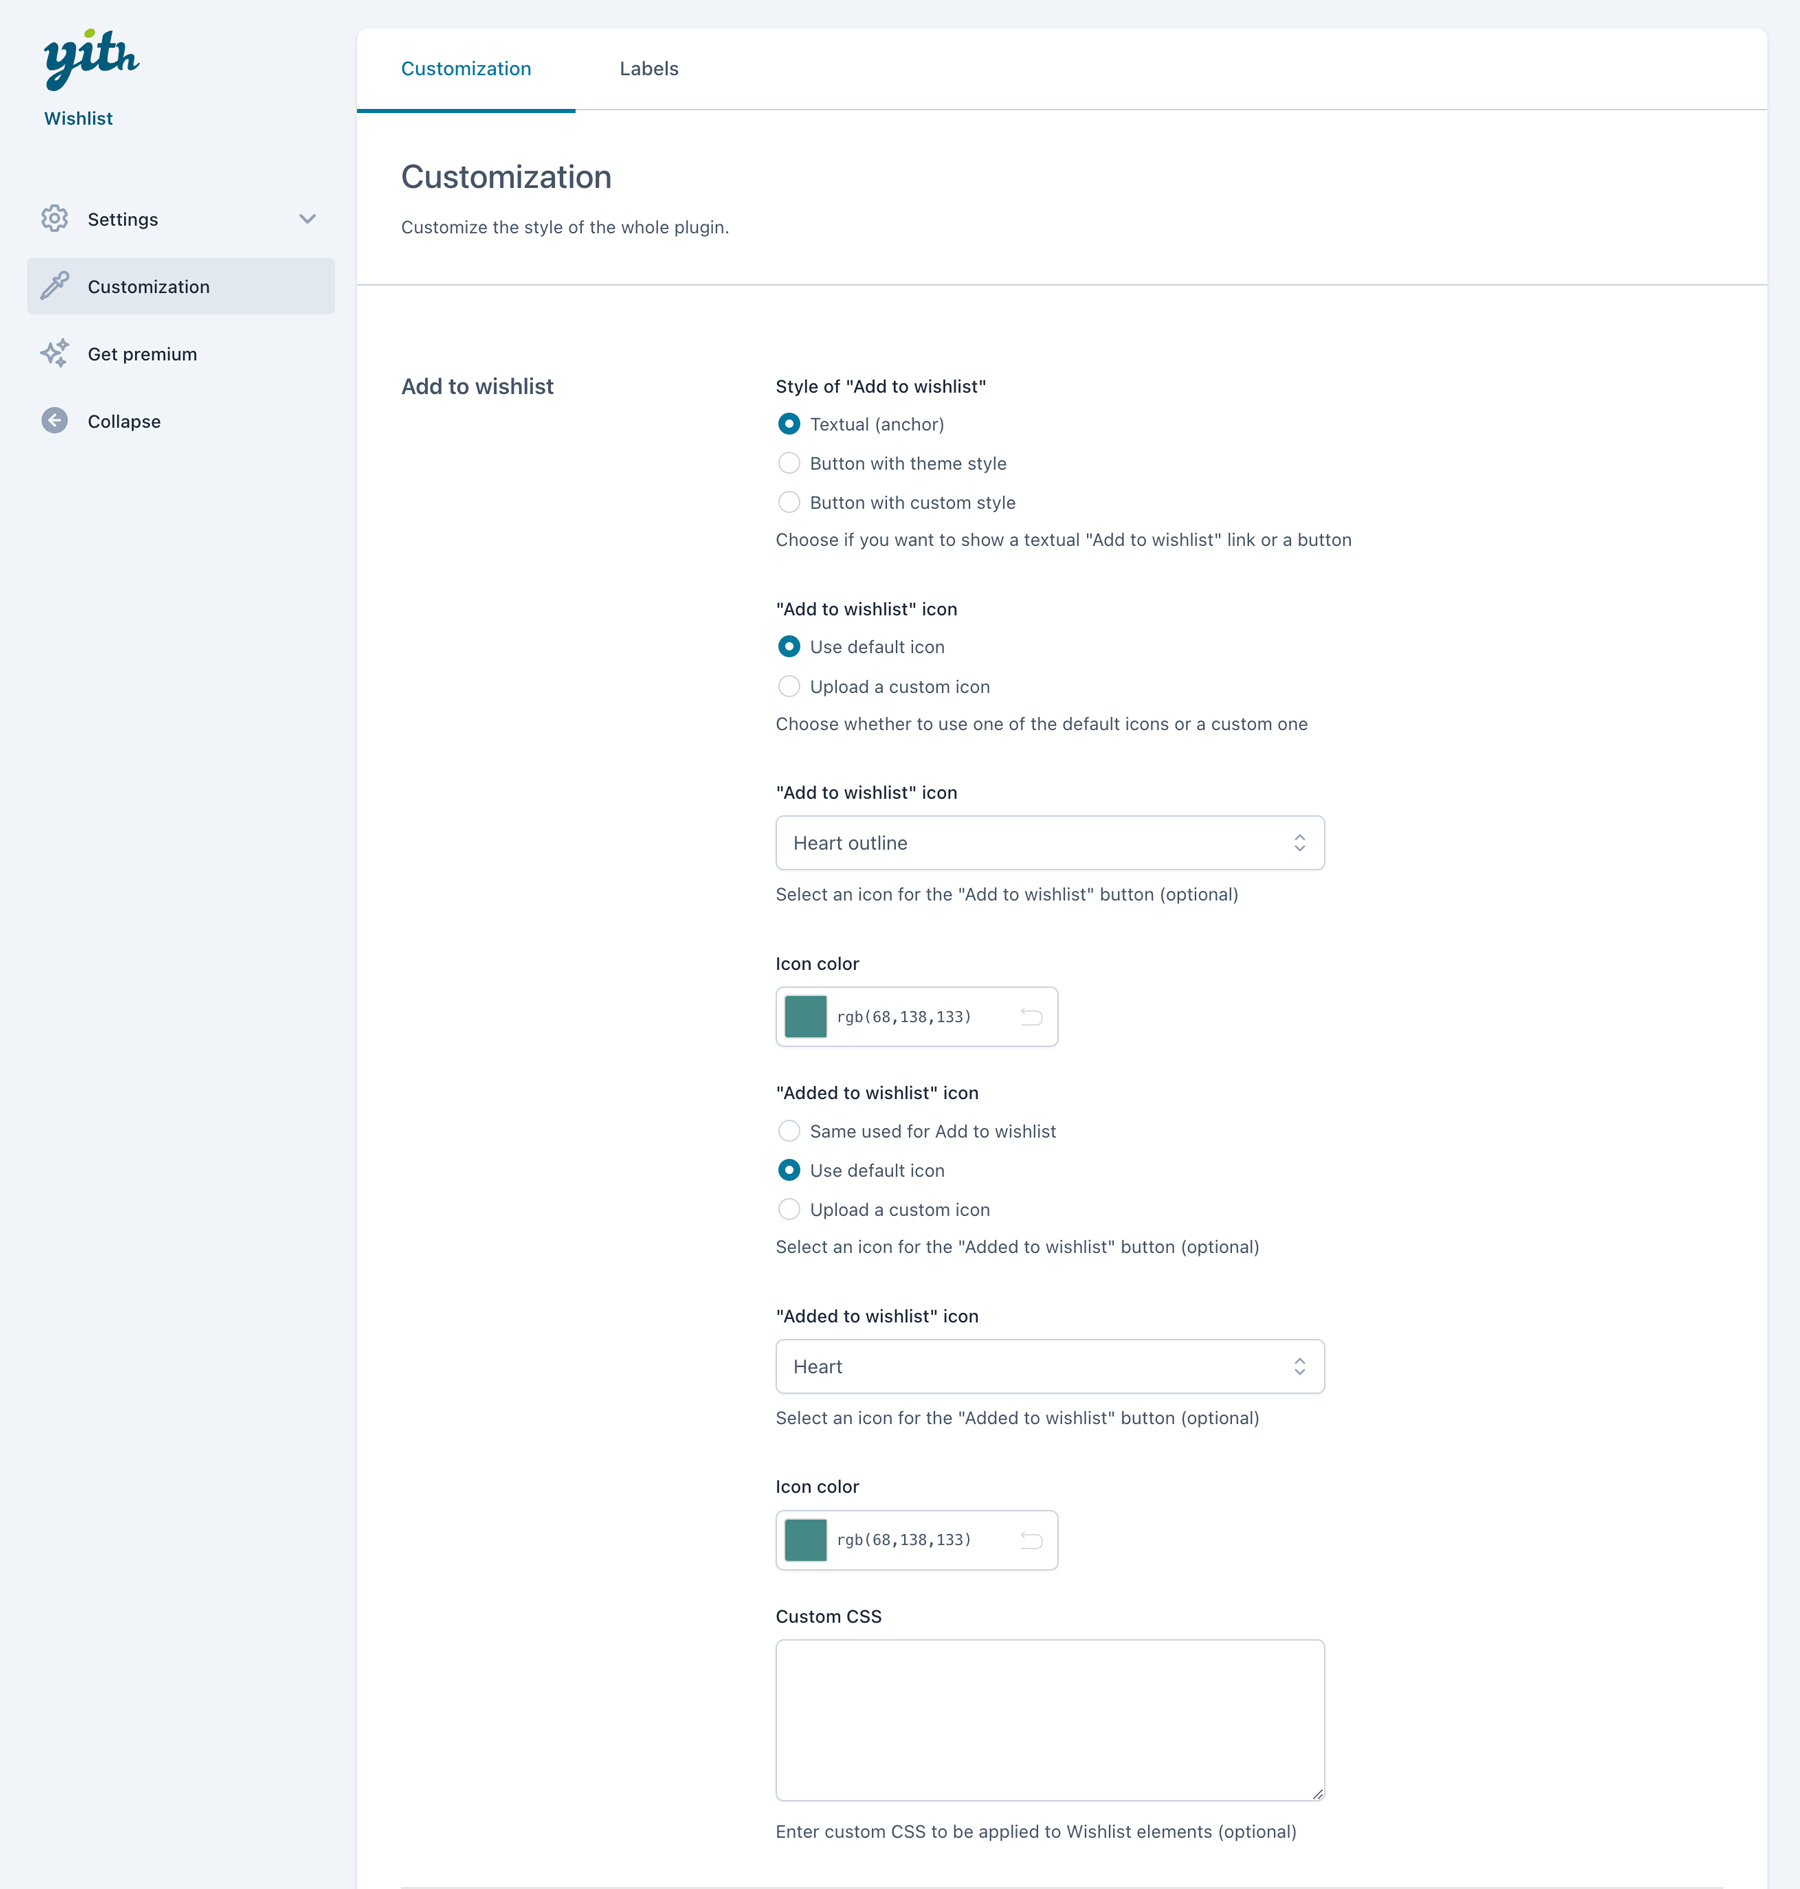 yith
Wishlist
Settings
Customization
Get premium
Collapse
Customization
Labels
Customization
Customize the style of the whole plugin.
Add to wishlist
Style of "Add to wishlist"
Textual (anchor)
Button with theme style
Button with custom style
Choose if you want to show a textual "Add to wishlist" link or a button
"Add to wishlist" icon
Use default icon
Upload a custom icon
Choose whether to use one of the default icons or a custom one
"Add to wishlist" icon
Heart outline
Select an icon for the "Add to wishlist" button (optional)
Icon color
rgb(68,138,133)
"Added to wishlist" icon
Same used for Add to wishlist
Use default icon
Upload a custom icon
Select an icon for the "Added to wishlist" button (optional)
"Added to wishlist" icon
Heart
Select an icon for the "Added to wishlist" button (optional)
Icon color
rgb(68,138,133)
Custom CSS
Enter custom CSS to be applied to Wishlist elements (optional)